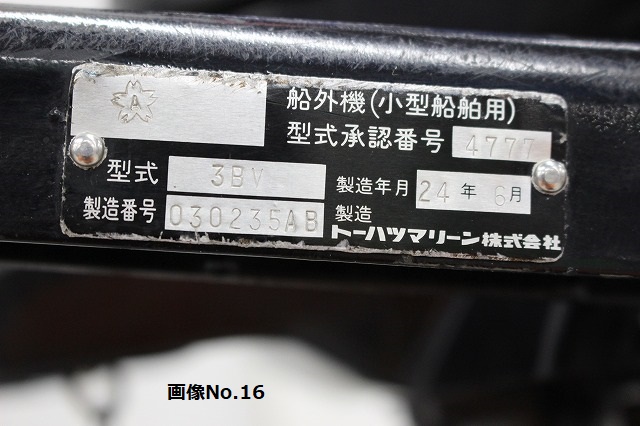 A
船外機(小型船舶用)
型式承認番号 4777
型式 3BV
製造年月 24年 6月
製造番号 030235AB
製造
トーハツマリーン株式会社
画像No.16